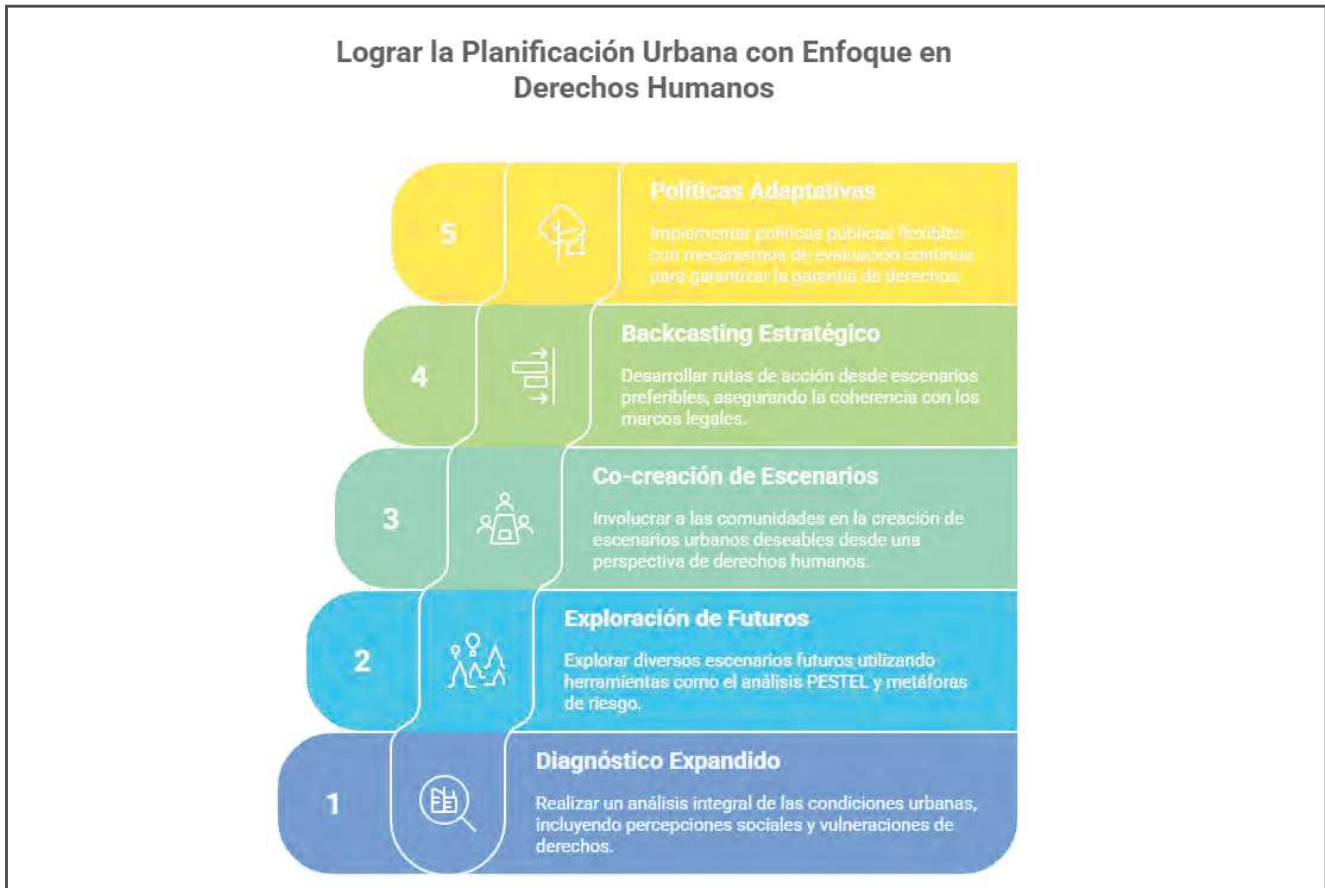 Lograr la Planificación Urbana con Enfoque en
Derechos Humanos
5
Políticas Adaptativas
Implementar políticas públicas flexibles
con mecanismos de evaluación continua
para garantizar la garantía de derechos.
4
Backcasting Estratégico
Desarrollar rutas de acción desde escenarios
preferibles, asegurando la coherencia con los
marcos legales.
3
Co-creación de Escenarios
Involucrar a las comunidades en la creación de
escenarios urbanos deseables desde una
perspectiva de derechos humanos.
2
Exploración de Futuros
Explorar diversos escenarios futuros utilizando
herramientas como el análisis PESTEL y metáforas
de riesgo.
1
Diagnóstico Expandido
Realizar un análisis integral de las condiciones urbanas,
incluyendo percepciones sociales y vulneraciones de
derechos.